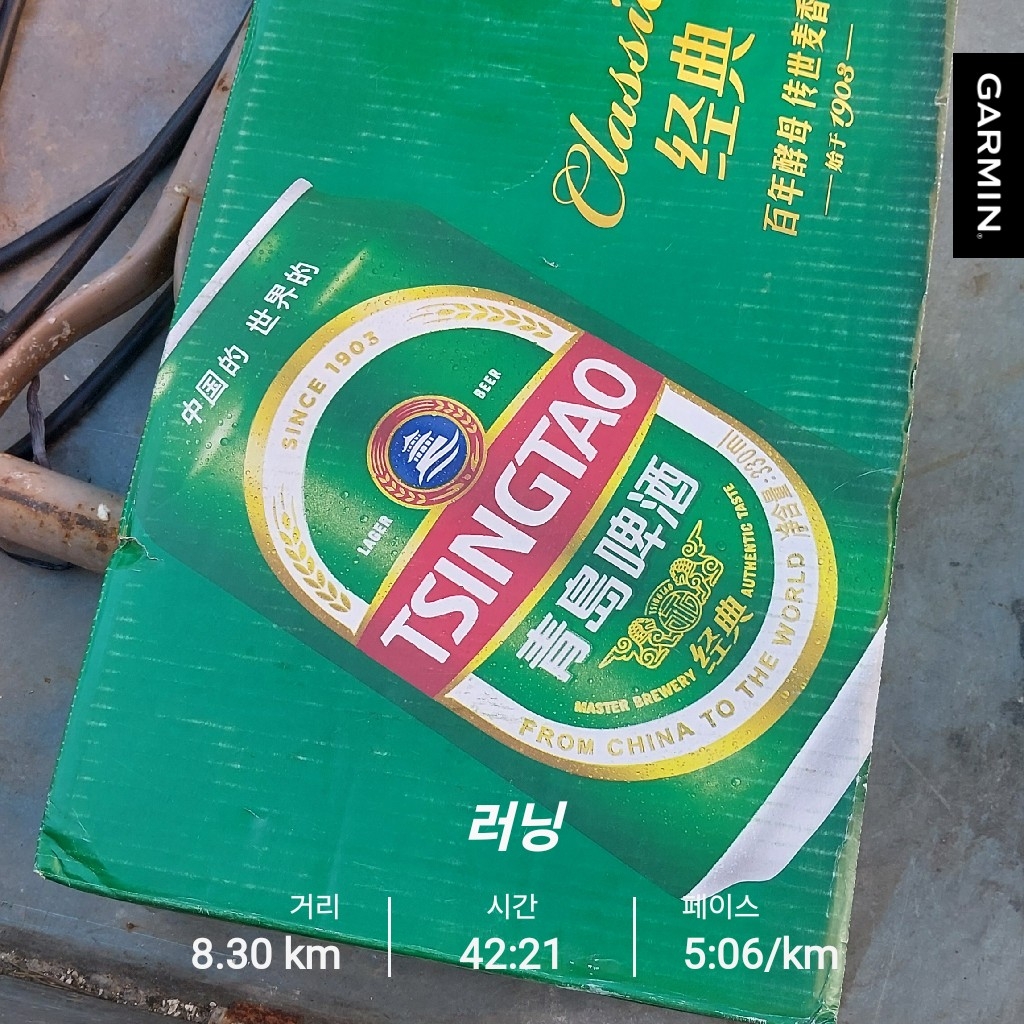 Classic
经典
百年酵母 传世麦香
始于1903
GARMIN
中国的 世界的
SINCE 1903
BEER
LAGER
TSINGTAO
青島啤酒
330ml
TSINGTAO
经典
MASTER BREWERY AUTHENTIC TASTE
FROM CHINA TO THE WORLD
러닝
거리 시간 페이스
8.30 km 42:21 5:06/km